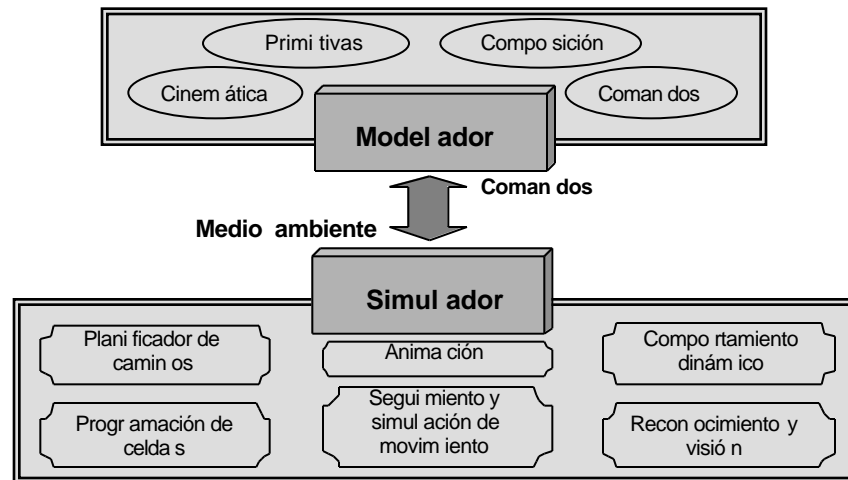 Primi tivas
Compo sición
Cinem ática
Coman dos
Model ador
Coman dos
Medio ambiente
Simul ador
Plani ficador de
camin os
Anima ción
Compo rtamiento
dinám ico
Progr amación de
celda s
Segui miento y
simul ación de
movim iento
Recon ocimiento y
visió n